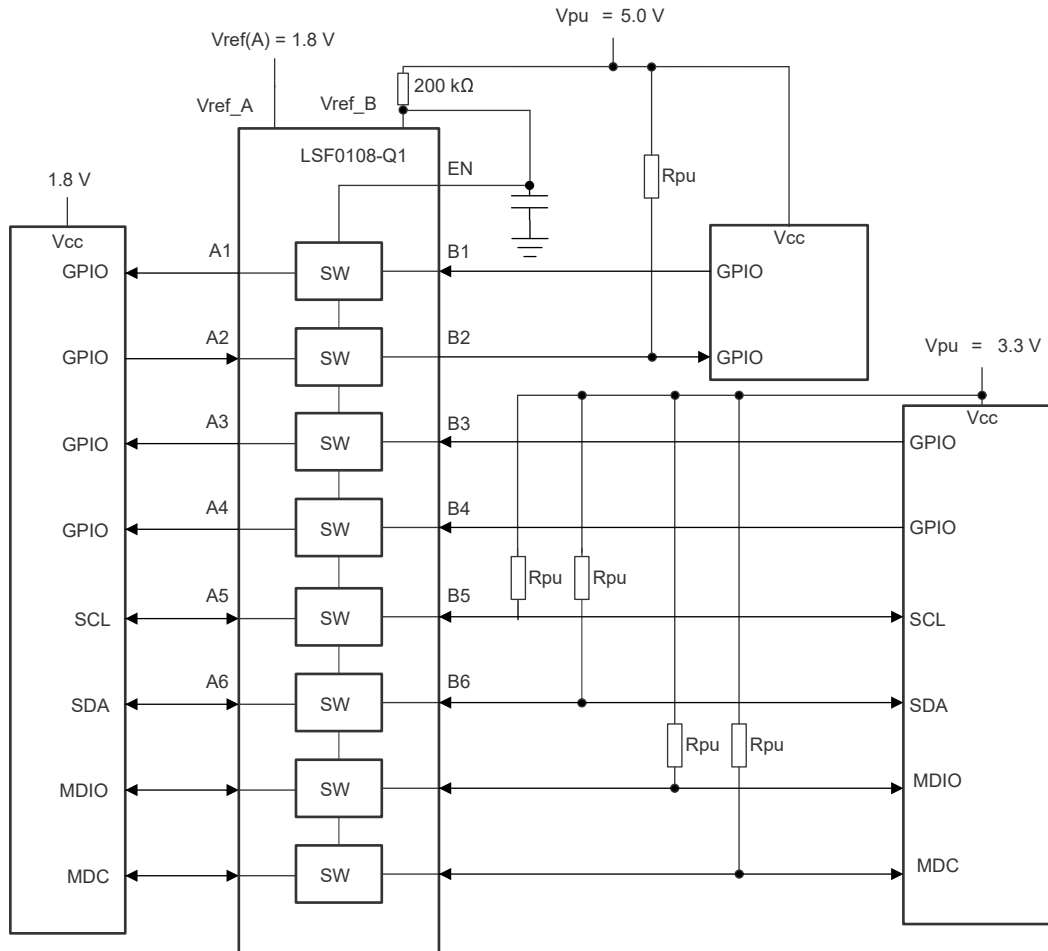 Vpu = 5.0 V
Vref(A) = 1.8 V
200 kΩ
Vref_A
Vref_B
LSF0108-Q1
EN
Rpu
1.8 V
Vcc
Vcc
GPIO
A1
SW
B1
GPIO
GPIO
A2
SW
B2
GPIO
Vpu = 3.3 V
Vcc
GPIO
A3
SW
B3
GPIO
GPIO
A4
SW
B4
GPIO
Rpu
Rpu
SCL
A5
SW
B5
SCL
SDA
A6
SW
B6
SDA
Rpu
Rpu
MDIO
SW
MDIO
MDC
SW
MDC